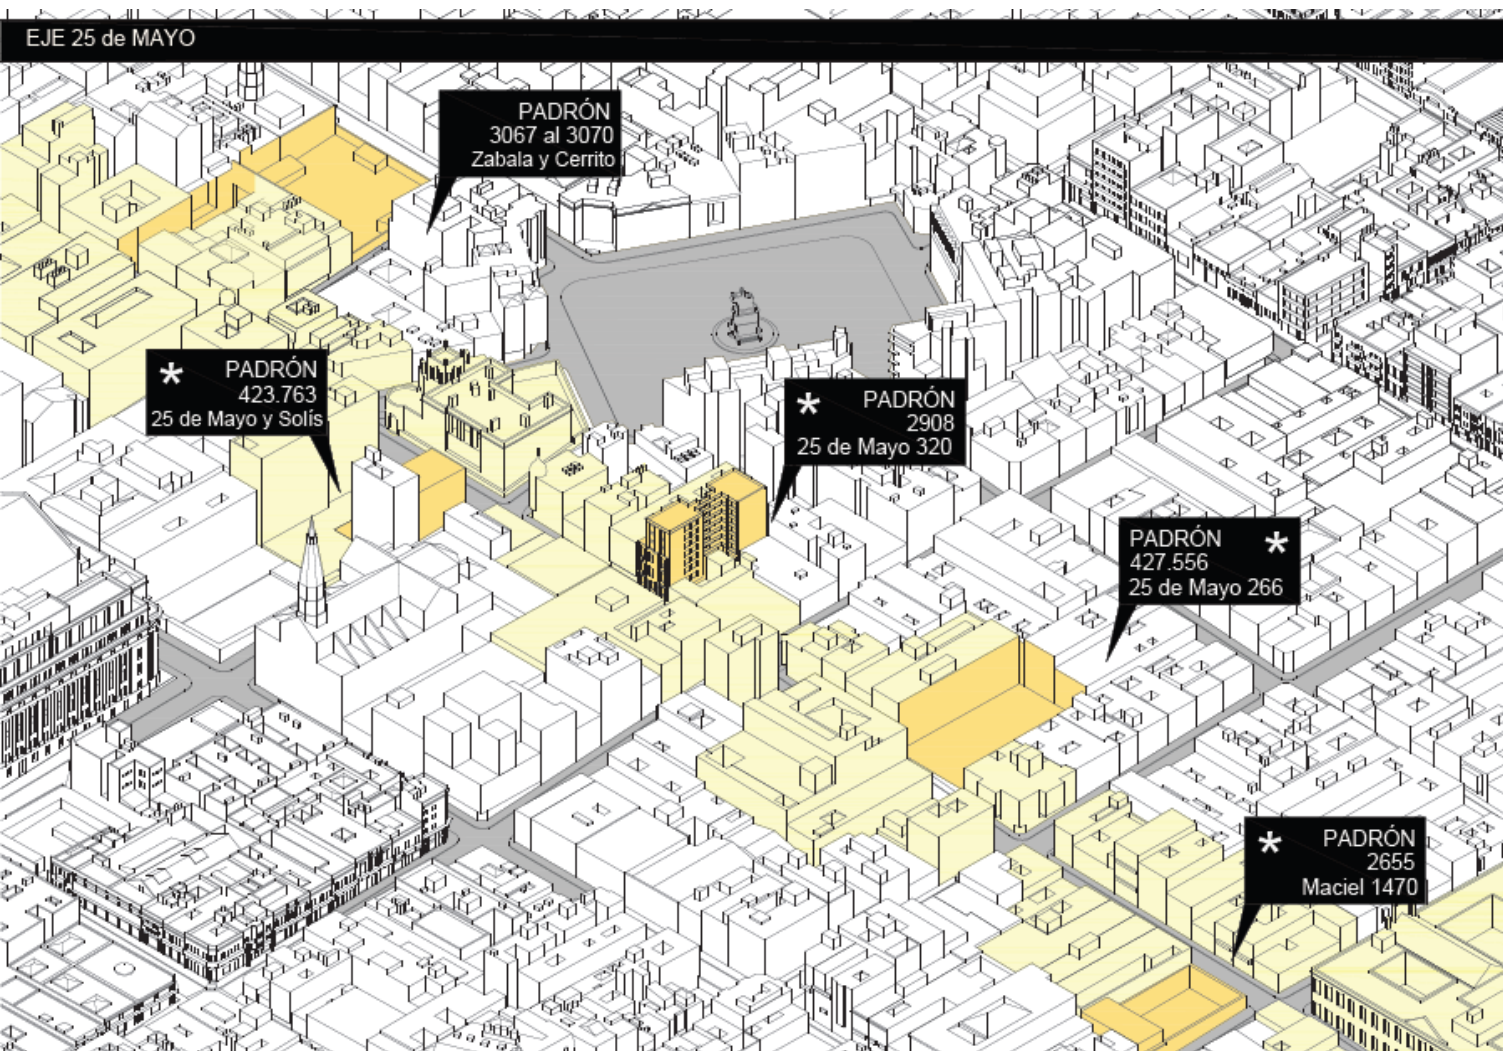 EJE 25 de MAYO
PADRÓN
3067 al 3070
Zabala y Cerrito
* PADRÓN
423.763
25 de Mayo y Solís
* PADRÓN
2908
25 de Mayo 320
PADRÓN *
427.556
25 de Mayo 266
* PADRÓN
2655
Maciel 1470